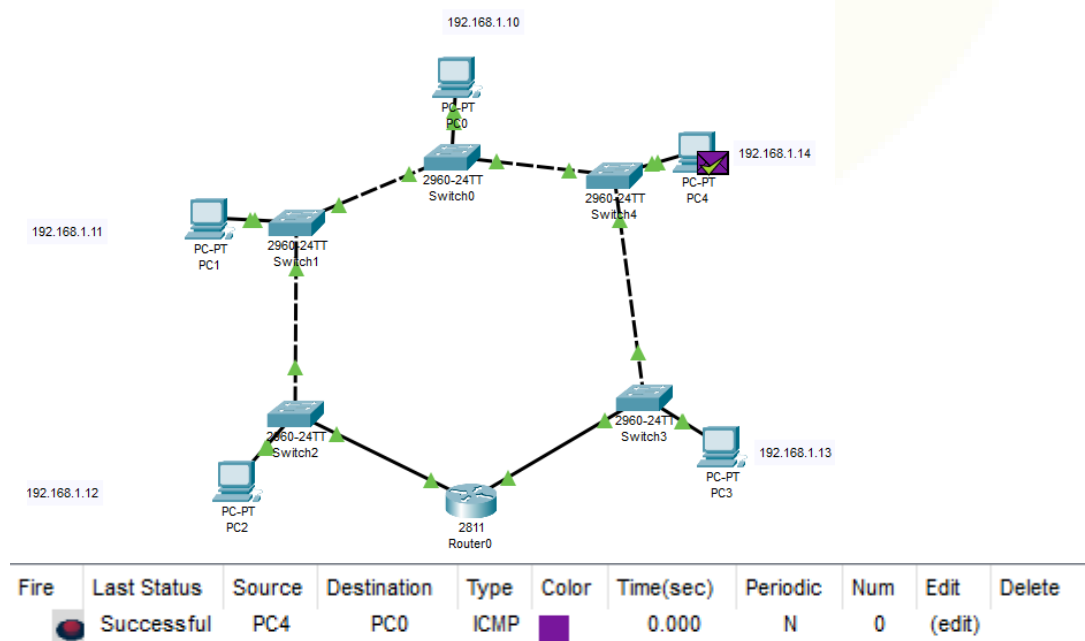 192.168.1.10
PC-PT
PC0
2960-24TT
Switch0
192.168.1.14
PC-PT
PC4
2960-24TT
Switch4
192.168.1.11
PC-PT
PC1
2960-24TT
Switch1
2960-24TT
Switch2
2960-24TT
Switch3
192.168.1.13
PC-PT
PC3
192.168.1.12
PC-PT
PC2
2811
Router0
Fire Last Status Source Destination Type Color Time(sec) Periodic Num Edit Delete
Successful PC4 PC0 ICMP 0.000 N 0 (edit)